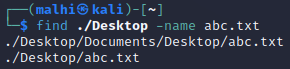 ┌──(malhi㉿kali)-[~]
└─$ find ./Desktop -name abc.txt
./Desktop/Documents/Desktop/abc.txt
./Desktop/abc.txt